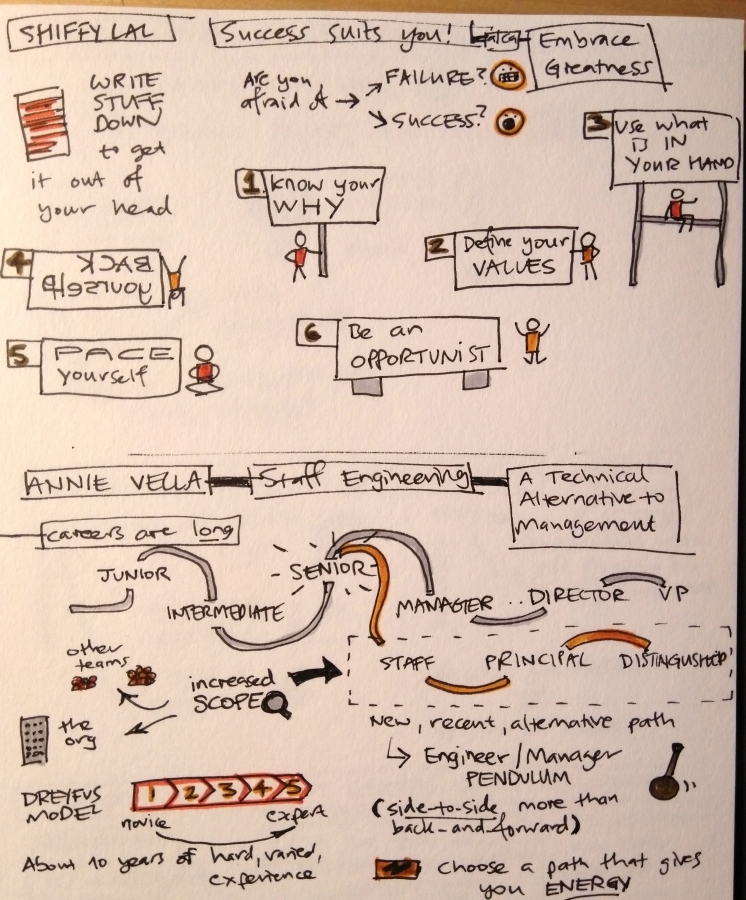 SHIFFY LAL
Success suits you!
Embrace
Greatness
WRITE
STUFF
DOWN
to get
it out of
your head
Are you
afraid of
FAILURE?
SUCCESS?
1. Know your
WHY
2 Define your
VALUES
3 Use what
IS IN
YOUR HAND
4 BACK
YOURSELF
5 PACE
Yourself
6 Be an
OPPORTUNIST
ANNIE VELLA
Staff Engineering
A Technical
Alternative to
Management
careers are long
JUNIOR
INTERMEDIATE
SENIOR
MANAGER .. DIRECTOR VP
STAFF PRINCIPAL DISTINGUISHED
other
teams
increased
SCOPE
the
org
New, recent, alternative path
Engineer/Manager
PENDULUM
(side-to-side, more than
back-and-forward)
DREYFUS
MODEL
1 2 3 4 5
novice expert
About 10 years of hard, varied,
experience
choose a path that gives
you ENERGY